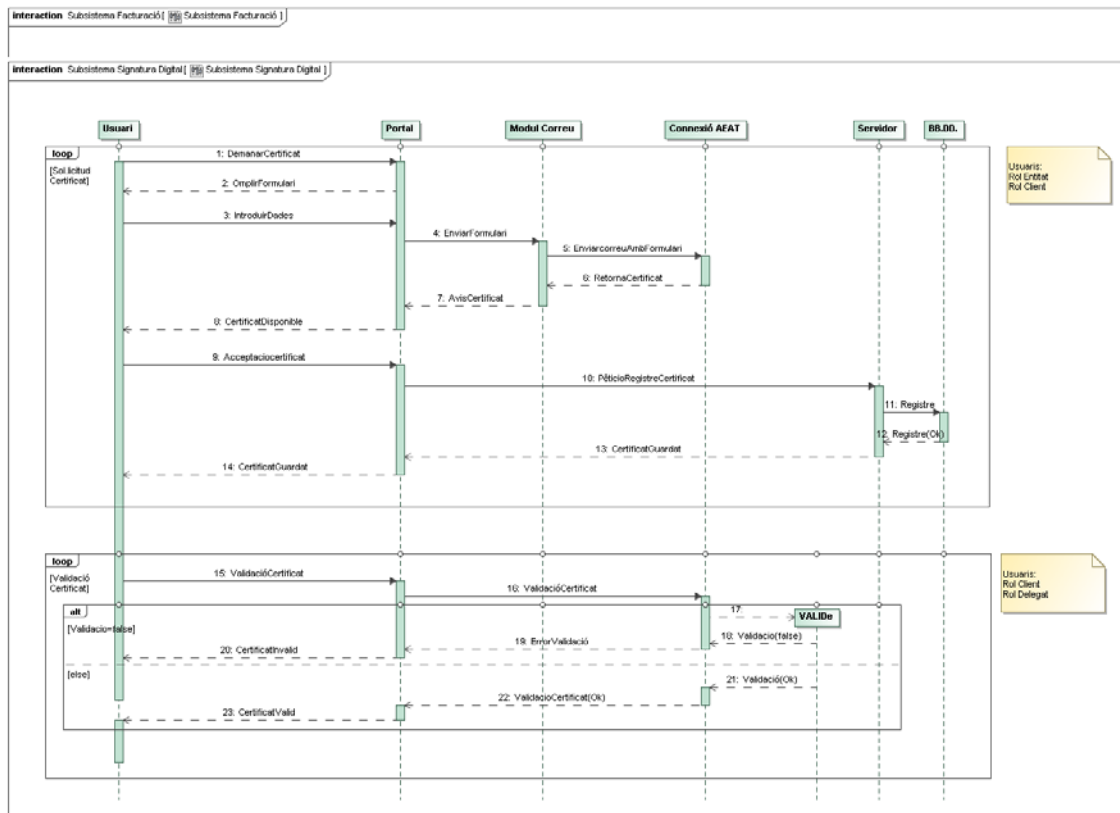 interaction Subsistema Facturació[ Subsistema Facturació ]
interaction Subsistema Signatura Digital[ Subsistema Signatura Digital ]
Usuari
Portal
Modul Correu
Connexió AEAT
Servidor
BB.DD.
loop
[Sol.licitud
Certificat]
1: DemanarCertificat
2: OmplirFormulari
3: IntroduirDades
4: EnviarFormulari
5: EnviarcorreuAmbFormulari
6: RetornaCertificat
7: AvisCertificat
8: CertificatDisponible
9: Acceptaciocertificat
10: PèticioRegistreCertificat
11: Registre
12: Registre(Ok)
13: CertificatGuardat
14: CertificatGuardat
Usuaris:
Rol Entitat
Rol Client
loop
[Validació
Certificat]
15: ValidacióCertificat
16: ValidacióCertificat
alt
[Validacio=false]
17:
VALIDe
18: Validacio(false)
19: ErrorValidació
20: CertificatInvalid
[else]
21: Validació(Ok)
22: ValidacioCertificat(Ok)
23: CertificatValid
Usuaris:
Rol Client
Rol Delegat